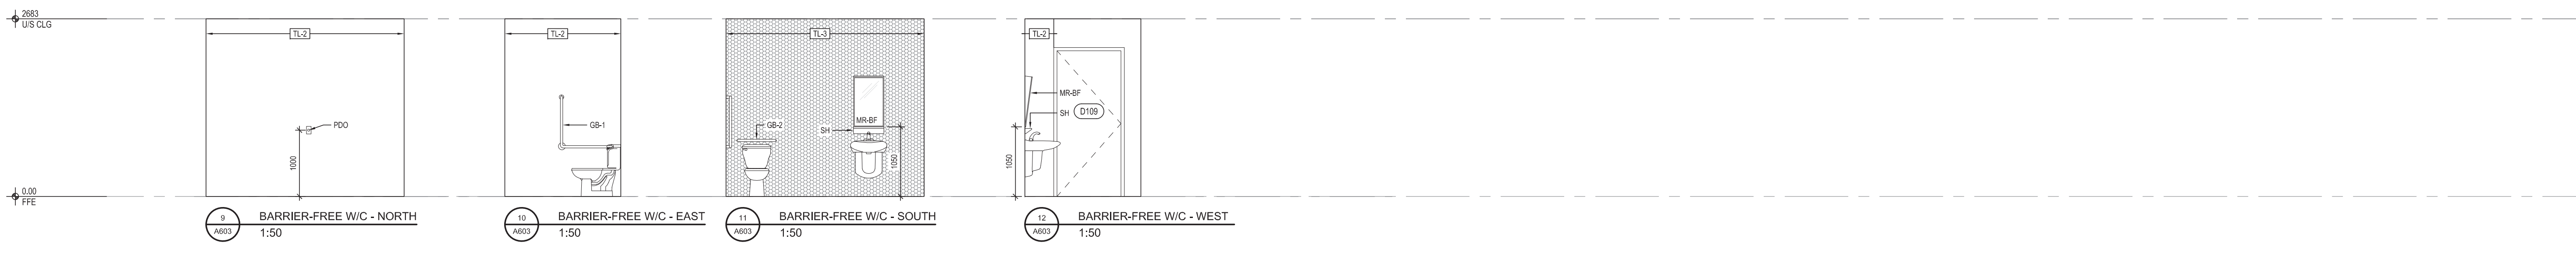 2683
U/S CLG
0.00
FFE
TL-2
PDO
1000
9
A603
BARRIER-FREE W/C - NORTH
1:50
TL-2
GB-1
10
A603
BARRIER-FREE W/C - EAST
1:50
TL-3
GB-2
MR-BF
SH
1050
11
A603
BARRIER-FREE W/C - SOUTH
1:50
TL-2
MR-BF
SH
D109
1050
12
A603
BARRIER-FREE W/C - WEST
1:50